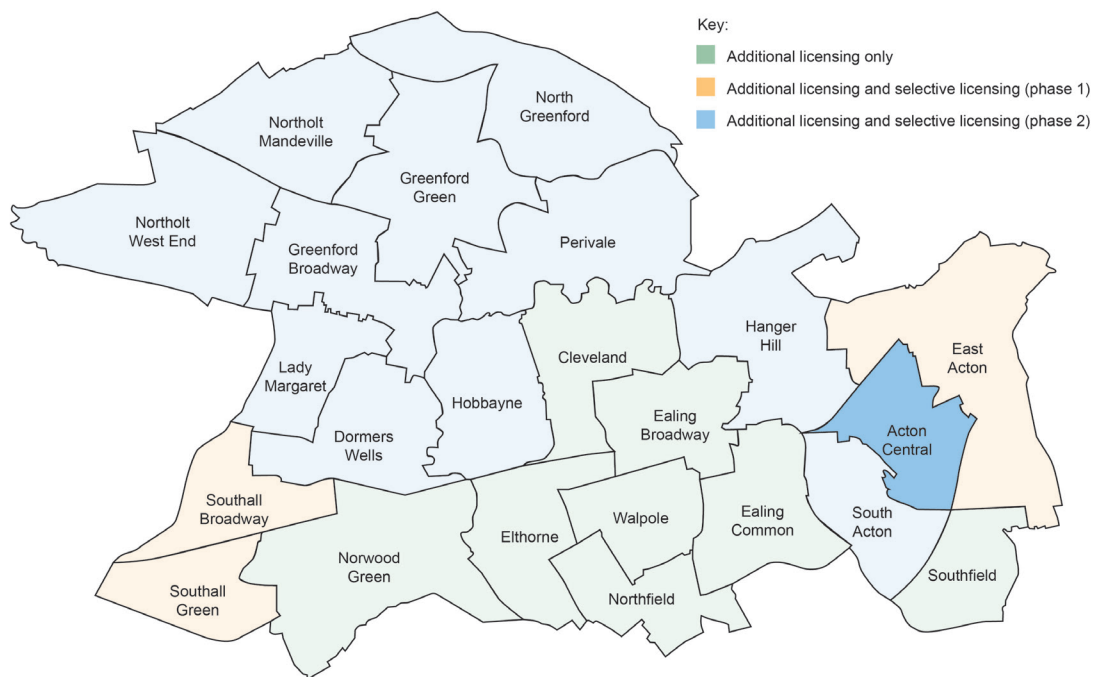 Key:
Additional licensing only
Additional licensing and selective licensing (phase 1)
Additional licensing and selective licensing (phase 2)
North
Greenford
Northolt
Mandeville
Greenford
Green
Northolt
West End
Greenford
Broadway
Perivale
Hanger
Hill
East
Acton
Cleveland
Lady
Margaret
Hobbayne
Ealing
Broadway
Acton
Central
Dormers
Wells
Southall
Broadway
Walpole
Ealing
Common
South
Acton
Elthorne
Norwood
Green
Southfield
Southall
Green
Northfield